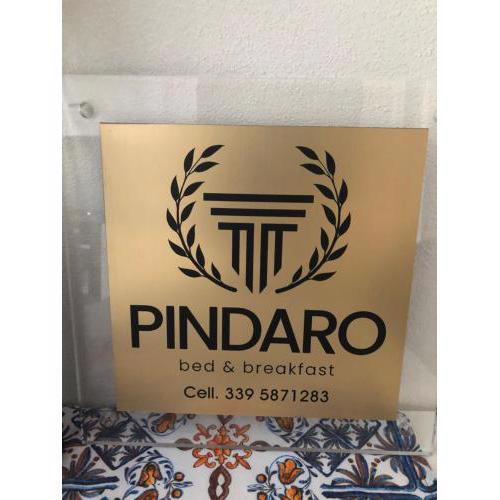 PINDARO
bed & breakfast
Cell. 339 5871283